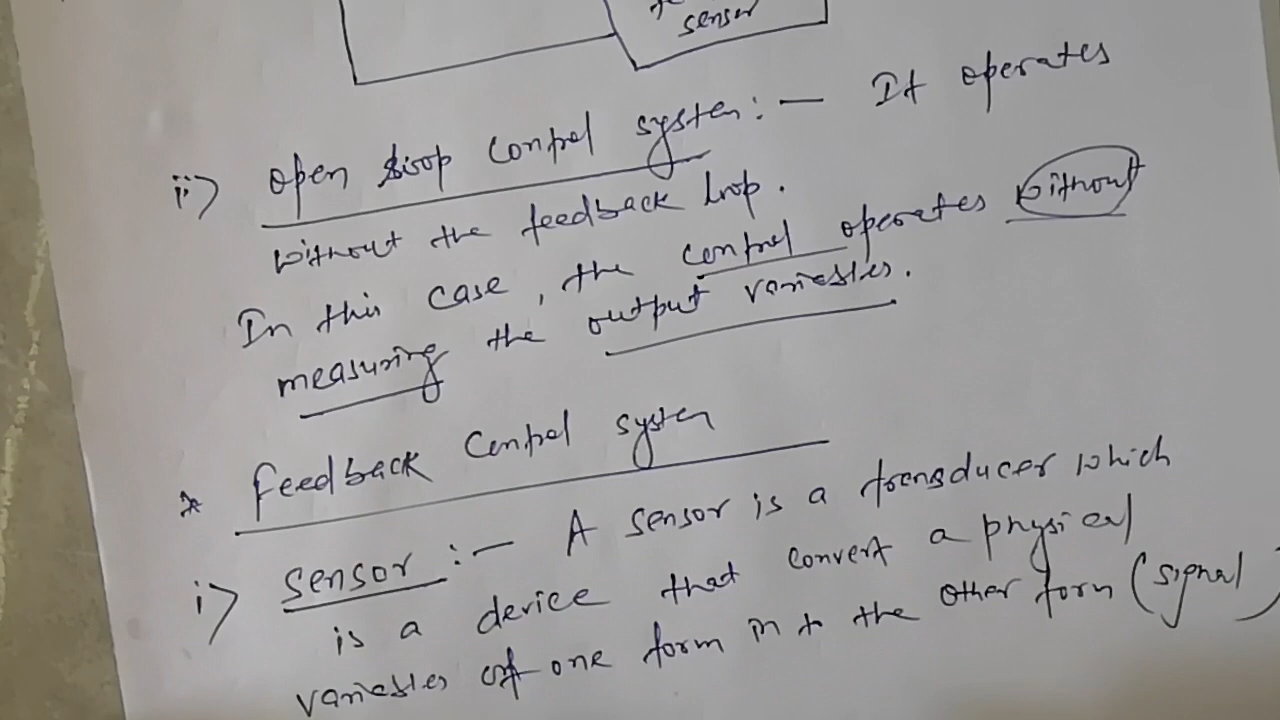 sensor
ii) open loop control system:- It operates
without the feedback loop.
In this case, the control operates without
measuring the output variables.
* Feedback Control system
i) Sensor:- A sensor is a transducer which
is a device that convert a physical
variables of one form in to the other form (signal)